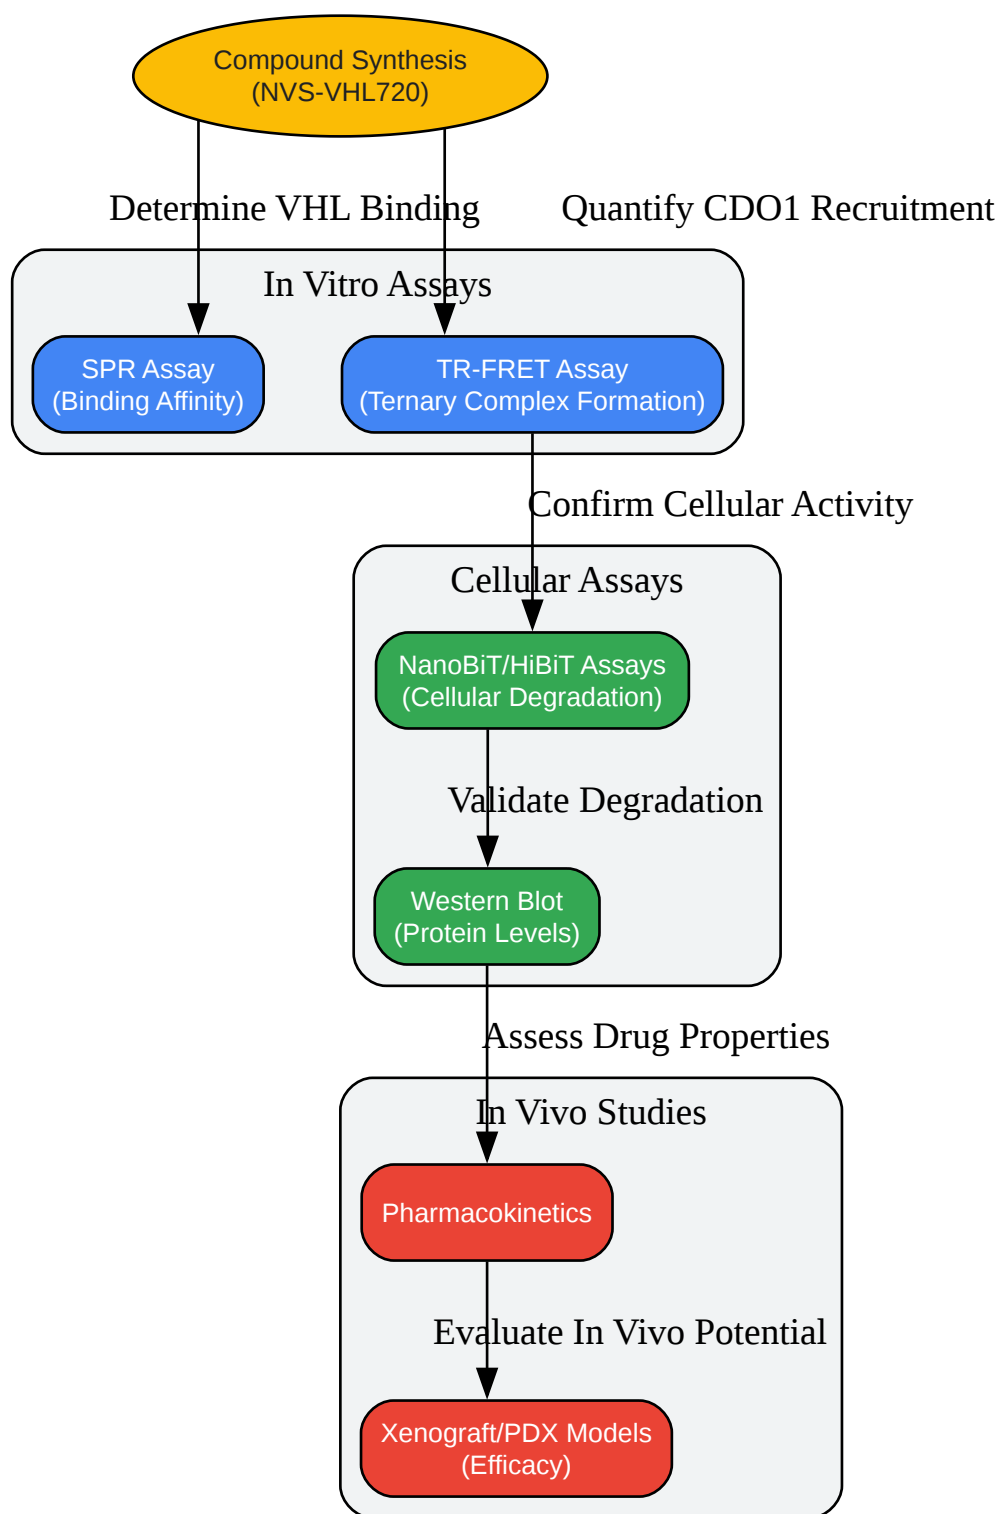 Compound Synthesis
(NVS-VHL720)
Determine VHL Binding
Quantify CDO1 Recruitment
In Vitro Assays
SPR Assay
(Binding Affinity)
TR-FRET Assay
(Ternary Complex Formation)
Confirm Cellular Activity
Cellular Assays
NanoBiT/HiBiT Assays
(Cellular Degradation)
Validate Degradation
Western Blot
(Protein Levels)
Assess Drug Properties
In Vivo Studies
Pharmacokinetics
Evaluate In Vivo Potential
Xenograft/PDX Models
(Efficacy)